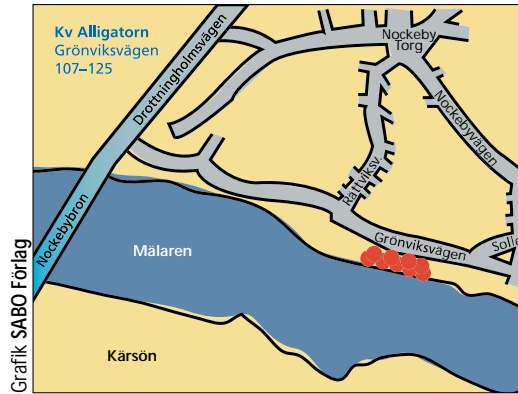 Kv Alligatorn
Grönviksvägen
107–125
Drottningholmsvägen
Nockeby
Torg
Nockebyvägen
Rättviksv.
Grönviksvägen
Solle
Nockebybron
Mälaren
Kärsön
Grafik SABO Förlag